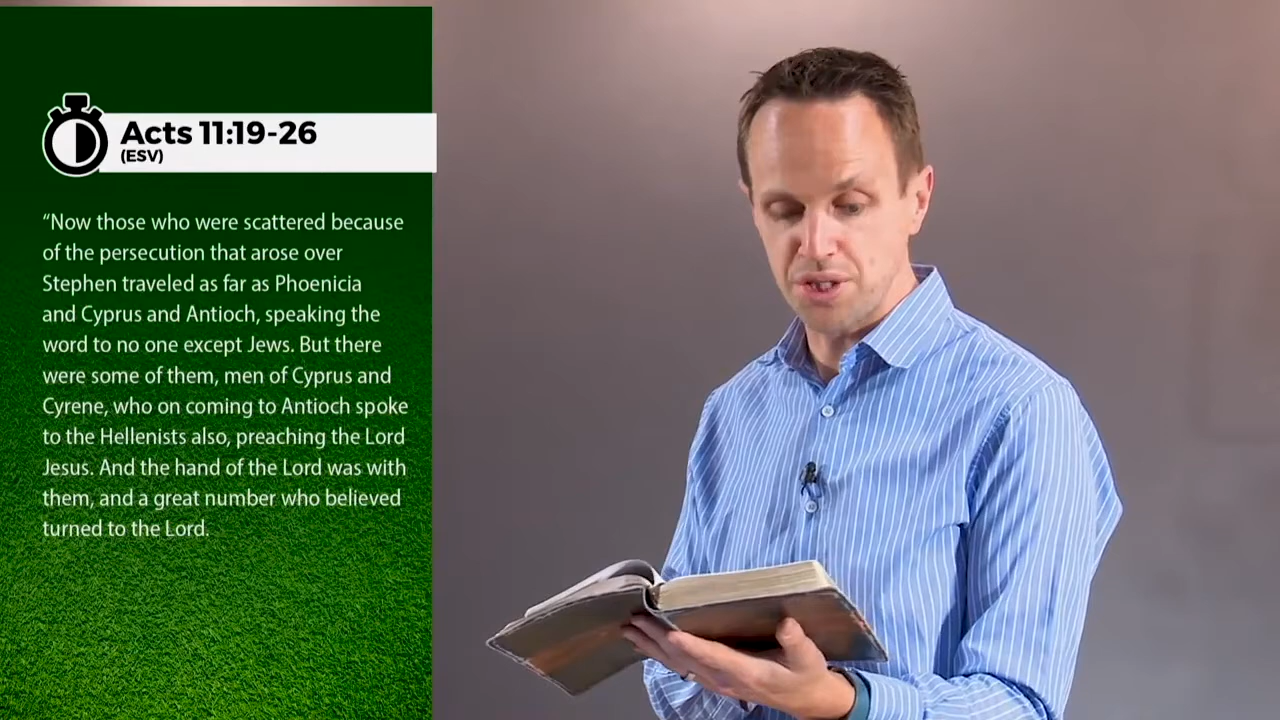 Acts 11:19-26
(ESV)
“Now those who were scattered because
of the persecution that arose over
Stephen traveled as far as Phoenicia
and Cyprus and Antioch, speaking the
word to no one except Jews. But there
were some of them, men of Cyprus and
Cyrene, who on coming to Antioch spoke
to the Hellenists also, preaching the Lord
Jesus. And the hand of the Lord was with
them, and a great number who believed
turned to the Lord.